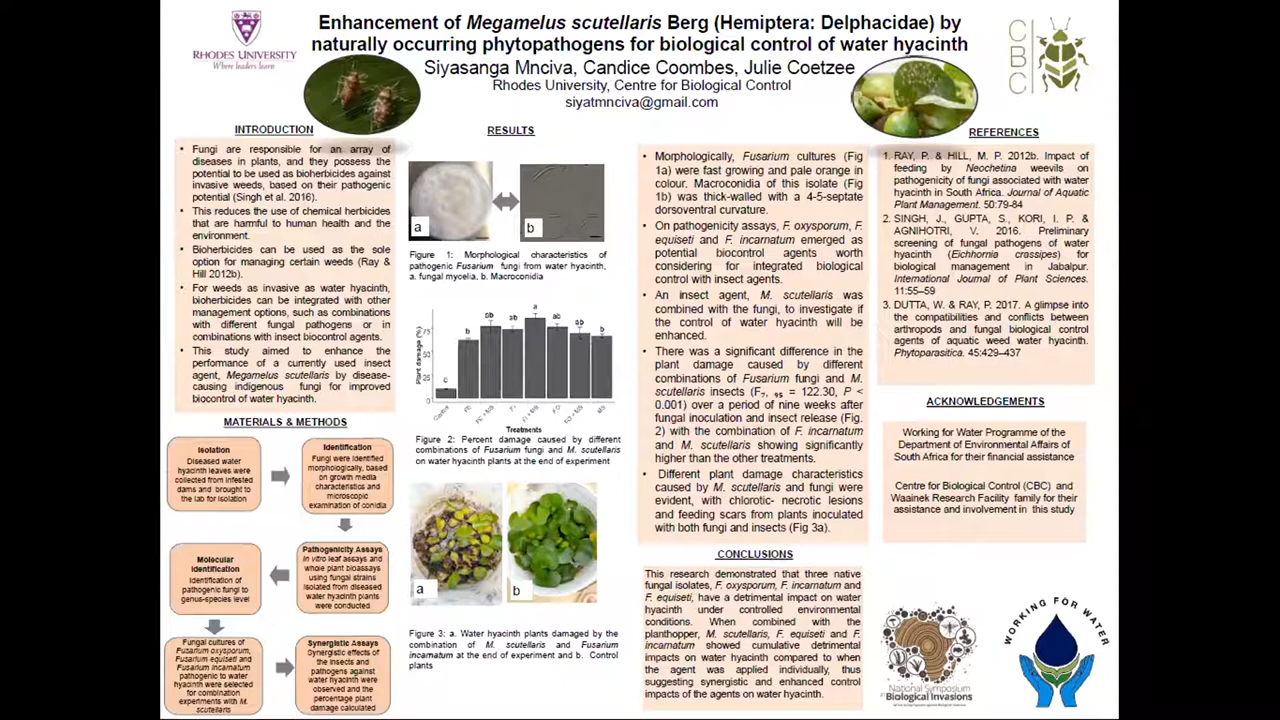 Enhancement of Megamelus scutellaris Berg (Hemiptera: Delphacidae) by
naturally occurring phytopathogens for biological control of water hyacinth
Siyasanga Mnciva, Candice Coombes, Julie Coetzee
Rhodes University, Centre for Biological Control
siyatmnciva@gmail.com
RHODES UNIVERSITY
Where leaders learn
CBC
INTRODUCTION
• Fungi are responsible for an array of
diseases in plants, and they possess the
potential to be used as bioherbicides against
invasive weeds, based on their pathogenic
potential (Singh et al. 2016).
• This reduces the use of chemical herbicides
that are harmful to human health and the
environment.
• Bioherbicides can be used as the sole
option for managing certain weeds (Ray &
Hill 2012b).
• For weeds as invasive as water hyacinth,
bioherbicides can be integrated with other
management options, such as combinations
with different fungal pathogens or in
combinations with insect biocontrol agents.
• This study aimed to enhance the
performance of a currently used insect
agent, Megamelus scutellaris by disease-
causing indigenous fungi for improved
biocontrol of water hyacinth.
MATERIALS & METHODS
Isolation
Diseased water
hyacinth leaves were
collected from infested
dams and brought to
the lab for isolation
Identification
Fungi were identified
morphologically, based
on growth media
characteristics and
microscopic
examination of conidia
Pathogenicity Assays
In vitro leaf assays and
whole plant bioassays
using fungal strains
isolated from diseased
water hyacinth plants
were conducted
Molecular
Identification
Identification of
pathogenic fungi to
genus-species level
Fungal cultures of
Fusarium oxysporum,
Fusarium equiseti and
Fusarium incarnatum
pathogenic to water
hyacinth were selected
for combination
experiments with M.
scutellaris
Synergistic Assays
Synergistic effects of
the insects and
pathogens against
water hyacinth were
observed and the
percentage plant
damage calculated
RESULTS
a
b
Figure 1: Morphological characteristics of
pathogenic Fusarium fungi from water hyacinth,
a. fungal mycelia, b. Macroconidia
Plant damage (%)
75
50
25
0
c
b
ab
ab
a
ab
ab
b
Control
FE
FE + MS
FI
FI + MS
FO
FO + MS
MS
Treatments
Figure 2: Percent damage caused by different
combinations of Fusarium fungi and M. scutellaris
on water hyacinth plants at the end of experiment
a
b
Figure 3: a. Water hyacinth plants damaged by the
combination of M. scutellaris and Fusarium
incarnatum at the end of experiment and b. Control
plants
• Morphologically, Fusarium cultures (Fig
1a) were fast growing and pale orange in
colour. Macroconidia of this isolate (Fig
1b) was thick-walled with a 4-5-septate
dorsoventral curvature.
• On pathogenicity assays, F. oxysporum, F.
equiseti and F. incarnatum emerged as
potential biocontrol agents worth
considering for integrated biological
control with insect agents.
• An insect agent, M. scutellaris was
combined with the fungi, to investigate if
the control of water hyacinth will be
enhanced.
• There was a significant difference in the
plant damage caused by different
combinations of Fusarium fungi and M.
scutellaris insects (F7, 95 = 122.30, P <
0.001) over a period of nine weeks after
fungal inoculation and insect release (Fig.
2) with the combination of F. incarnatum
and M. scutellaris showing significantly
higher than the other treatments.
• Different plant damage characteristics
caused by M. scutellaris and fungi were
evident, with chlorotic- necrotic lesions
and feeding scars from plants inoculated
with both fungi and insects (Fig 3a).
CONCLUSIONS
This research demonstrated that three native
fungal isolates, F. oxysporum, F. incarnatum and
F. equiseti, have a detrimental impact on water
hyacinth under controlled environmental
conditions. When combined with the
planthopper, M. scutellaris, F. equiseti and F.
incarnatum showed cumulative detrimental
impacts on water hyacinth compared to when
the agent was applied individually, thus
suggesting synergistic and enhanced control
impacts of the agents on water hyacinth.
REFERENCES
1. RAY, P. & HILL, M. P. 2012b. Impact of
feeding by Neochetina weevils on
pathogenicity of fungi associated with water
hyacinth in South Africa. Journal of Aquatic
Plant Management. 50:79-84
2. SINGH, J., GUPTA, S., KORI, I. P. &
AGNIHOTRI, V. 2016. Preliminary
screening of fungal pathogens of water
hyacinth (Eichhornia crassipes) for
biological management in Jabalpur.
International Journal of Plant Sciences.
11:55–59
3. DUTTA, W. & RAY, P. 2017. A glimpse into
the compatibilities and conflicts between
arthropods and fungal biological control
agents of aquatic weed water hyacinth.
Phytoparasitica. 45:429–437
ACKNOWLEDGEMENTS
Working for Water Programme of the
Department of Environmental Affairs of
South Africa for their financial assistance
Centre for Biological Control (CBC) and
Waainek Research Facility family for their
assistance and involvement in this study
National Symposium
Biological Invasions
WORKING FOR WATER